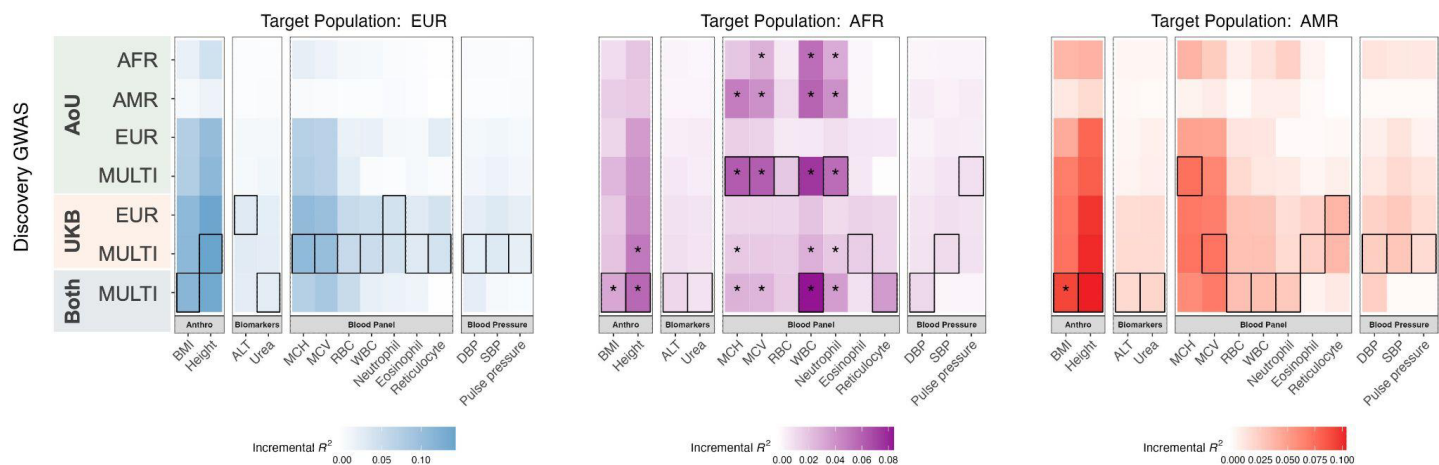 Target Population: EUR
Target Population: AFR
Target Population: AMR
Discovery GWAS
AoU
UKB
Both
AFR
AMR
EUR
MULTI
EUR
MULTI
MULTI
* * *
* * * *
* * * *
* * * *
* * * * * *
*
Anthro Biomarkers Blood Panel Blood Pressure
Anthro Biomarkers Blood Panel Blood Pressure
Anthro Biomarkers Blood Panel Blood Pressure
BMI Height ALT Urea MCH MCV RBC WBC Neutrophil Eosinophil Reticulocyte DBP SBP Pulse pressure
BMI Height ALT Urea MCH MCV RBC WBC Neutrophil Eosinophil Reticulocyte DBP SBP Pulse pressure
BMI Height ALT Urea MCH MCV RBC WBC Neutrophil Eosinophil Reticulocyte DBP SBP Pulse pressure
Incremental R²
0.00 0.05 0.10
Incremental R²
0.00 0.02 0.04 0.06 0.08
Incremental R²
0.000 0.025 0.050 0.075 0.100